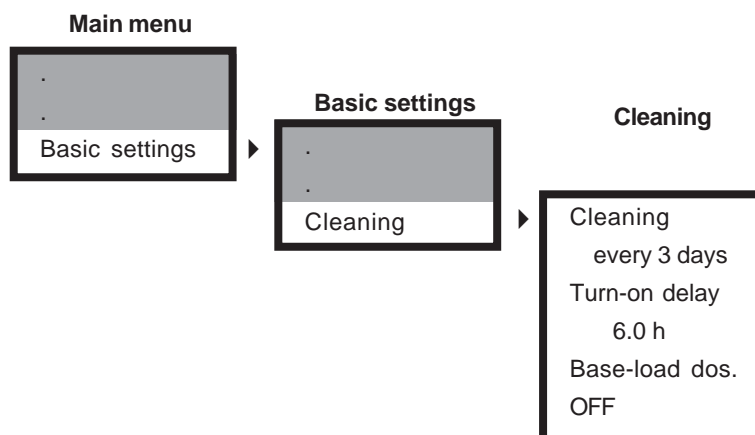 Main menu
.
.
Basic settings
Basic settings
.
.
Cleaning
Cleaning
Cleaning
every 3 days
Turn-on delay
6.0 h
Base-load dos.
OFF